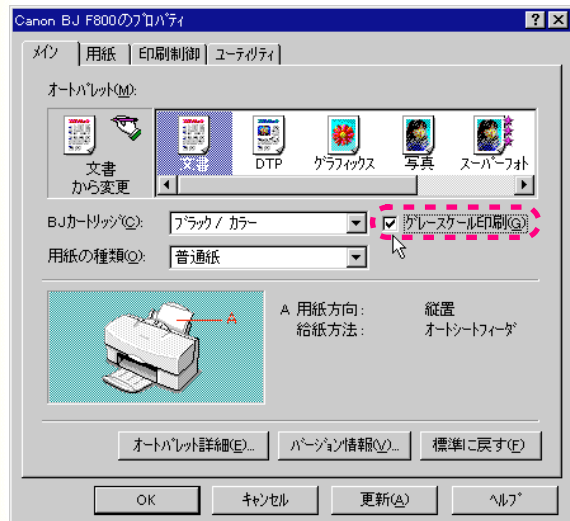 Canon BJ F800のﾌﾟﾛﾊﾟﾃｨ
ﾒｲﾝ 用紙 印刷制御 ﾕｰﾃｨﾘﾃｨ
ｵｰﾄﾊﾟﾚｯﾄ(M):
文書
から変更
文書 DTP ｸﾞﾗﾌｨｯｸｽ 写真 ｽｰﾊﾟｰﾌｫﾄ
BJｶｰﾄﾘｯｼﾞ(C): ﾌﾞﾗｯｸ / ｶﾗｰ ｸﾞﾚｰｽｹｰﾙ印刷(G)
用紙の種類(O): 普通紙
A
A 用紙方向: 縦置
給紙方法: ｵｰﾄｼｰﾄﾌｨｰﾀﾞ
ｵｰﾄﾊﾟﾚｯﾄ詳細(E)... ﾊﾞｰｼﾞｮﾝ情報(V)... 標準に戻す(F)
OK ｷｬﾝｾﾙ 更新(A) ﾍﾙﾌﾟ